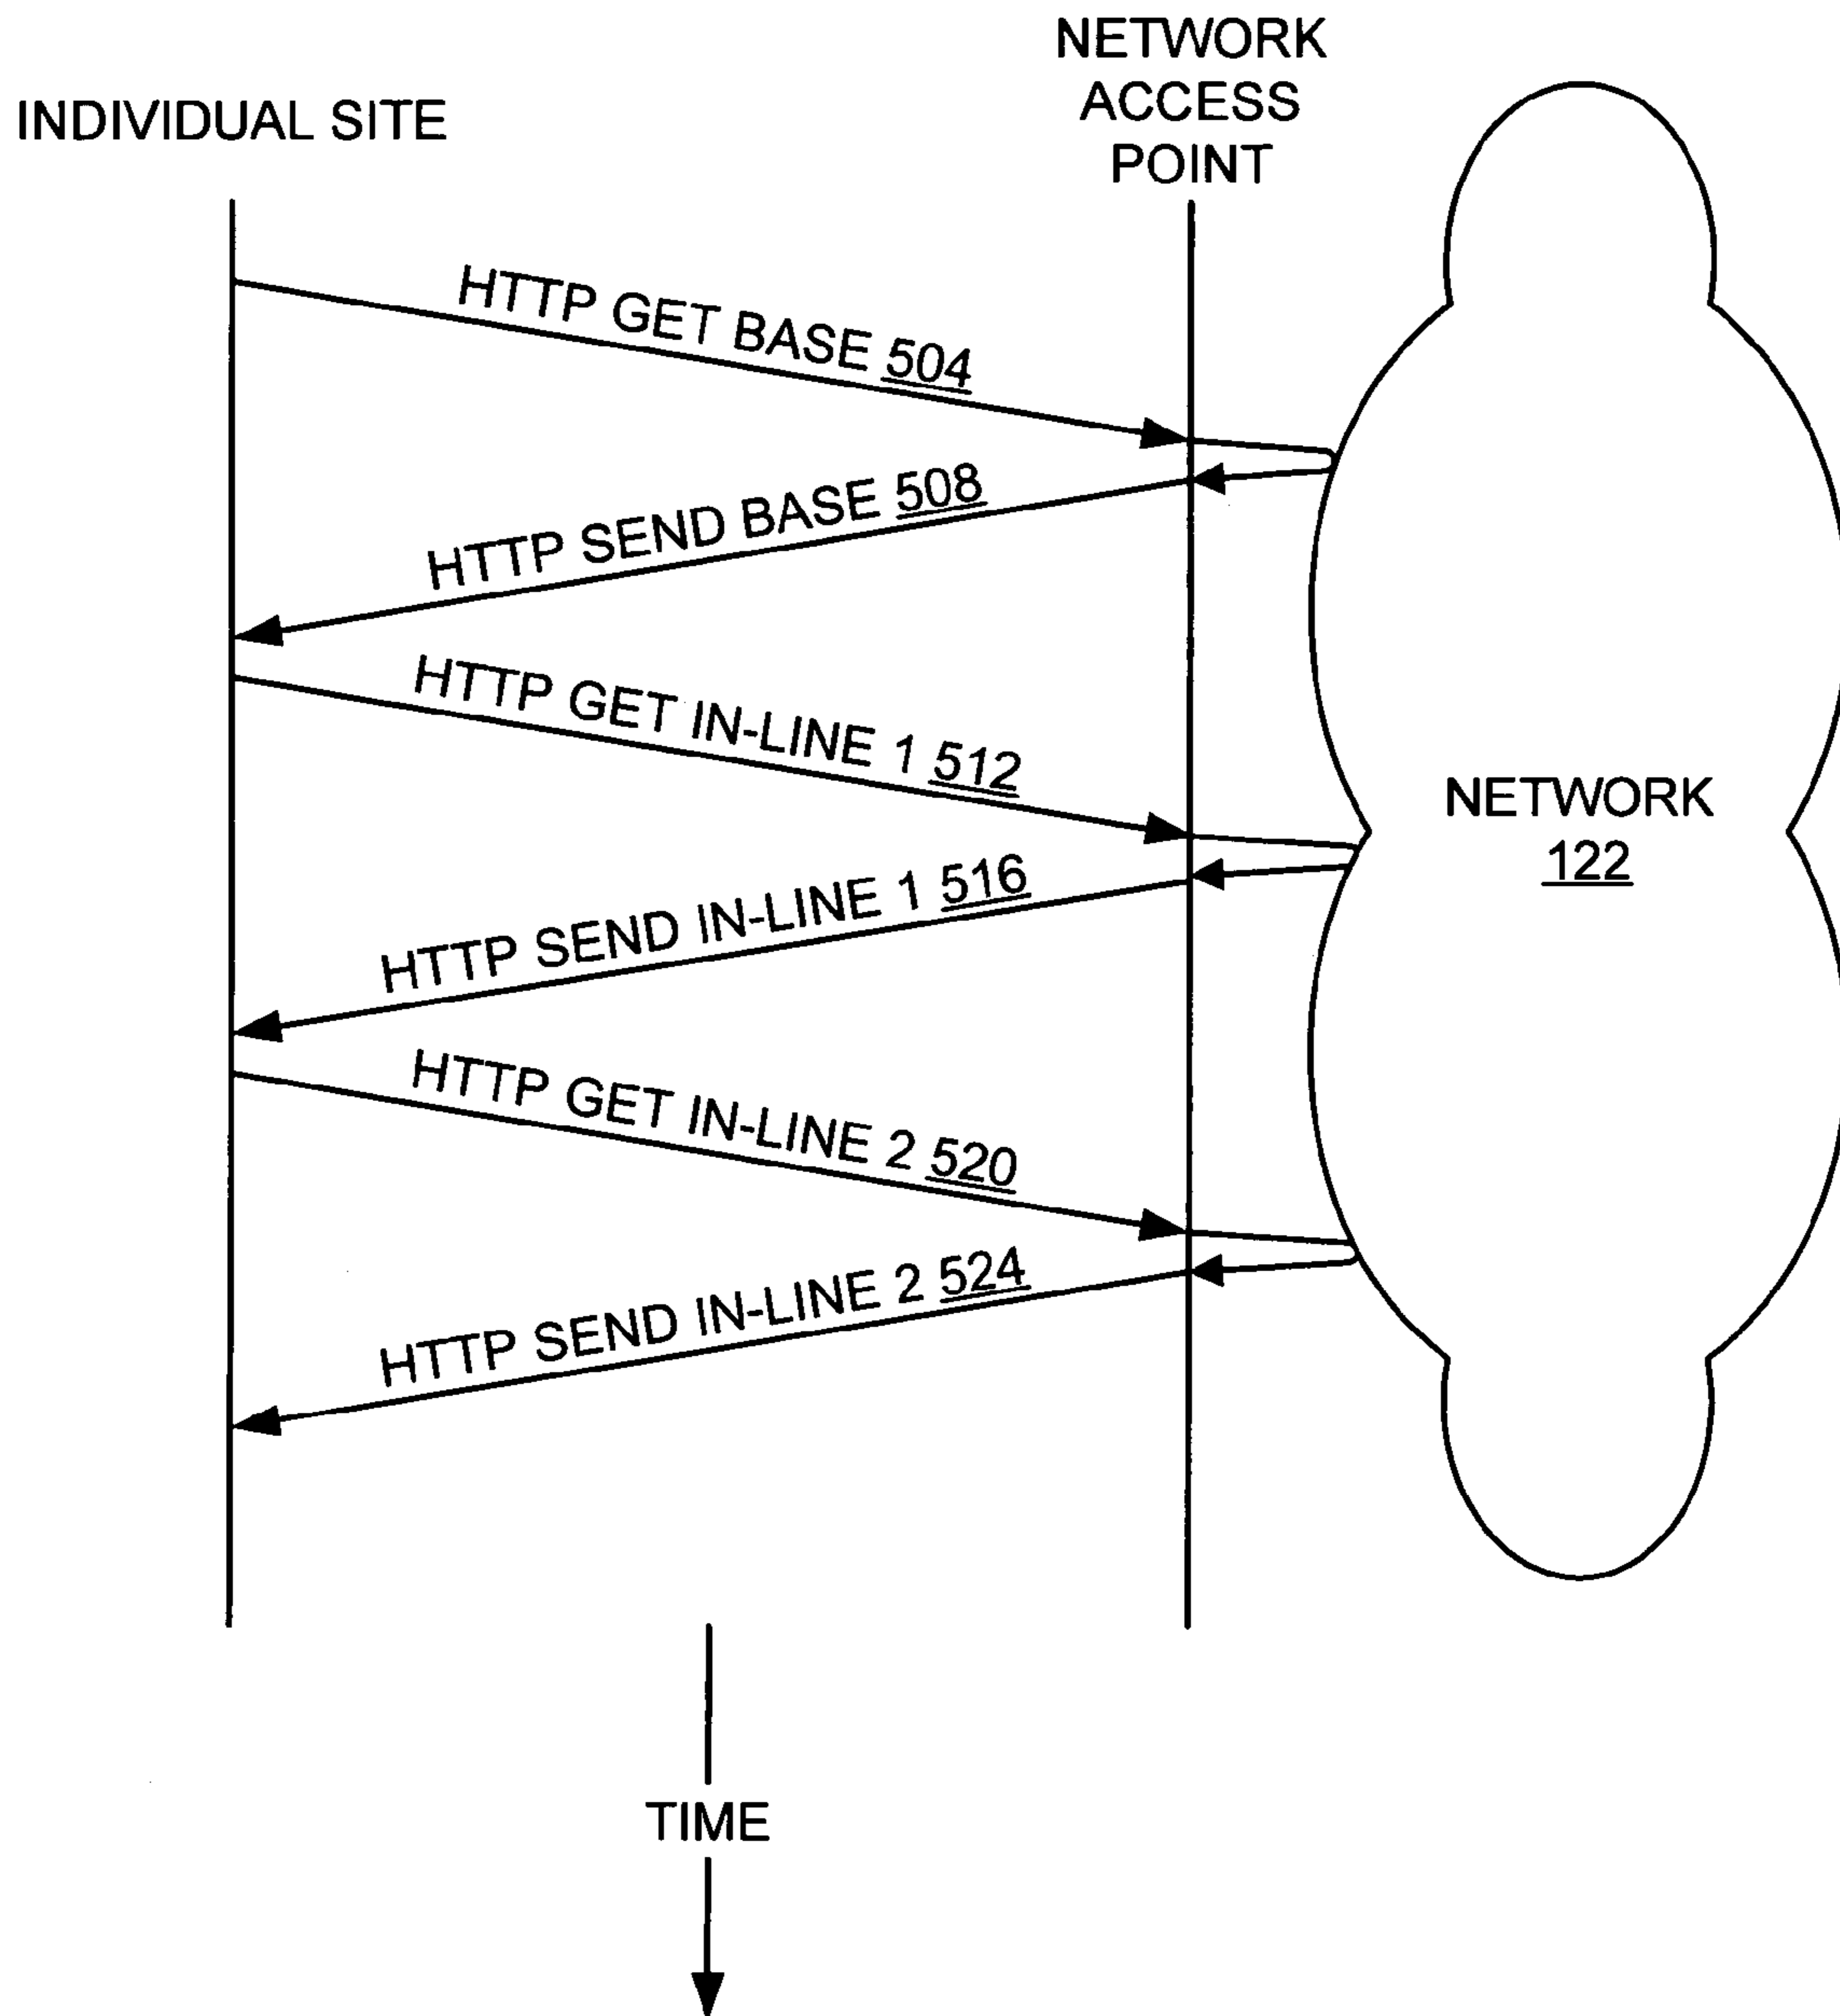 INDIVIDUAL SITE
NETWORK
ACCESS
POINT
HTTP GET BASE 504
HTTP SEND BASE 508
HTTP GET IN-LINE 1 512
HTTP SEND IN-LINE 1 516
HTTP GET IN-LINE 2 520
HTTP SEND IN-LINE 2 524
NETWORK
122
TIME